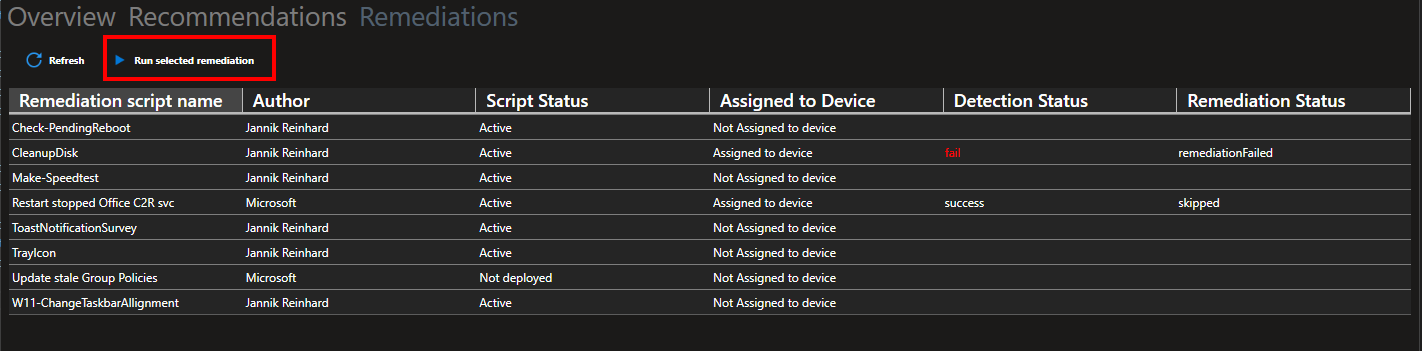 Overview Recommendations Remediations
Refresh Run selected remediation
Remediation script name Author Script Status Assigned to Device Detection Status Remediation Status
Check-PendingReboot Jannik Reinhard Active Not Assigned to device
CleanupDisk Jannik Reinhard Active Assigned to device fail remediationFailed
Make-Speedtest Jannik Reinhard Active Not Assigned to device
Restart stopped Office C2R svc Microsoft Active Assigned to device success skipped
ToastNotificationSurvey Jannik Reinhard Active Not Assigned to device
TrayIcon Jannik Reinhard Active Not Assigned to device
Update stale Group Policies Microsoft Not deployed Not Assigned to device
W11-ChangeTaskbarAllignment Jannik Reinhard Active Not Assigned to device